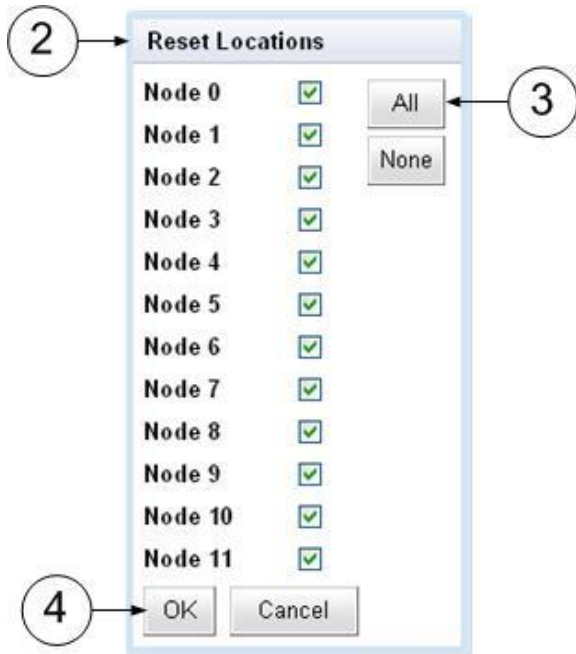 2
Reset Locations
Node 0
All
3
Node 1
None
Node 2
Node 3
Node 4
Node 5
Node 6
Node 7
Node 8
Node 9
Node 10
Node 11
4
OK
Cancel